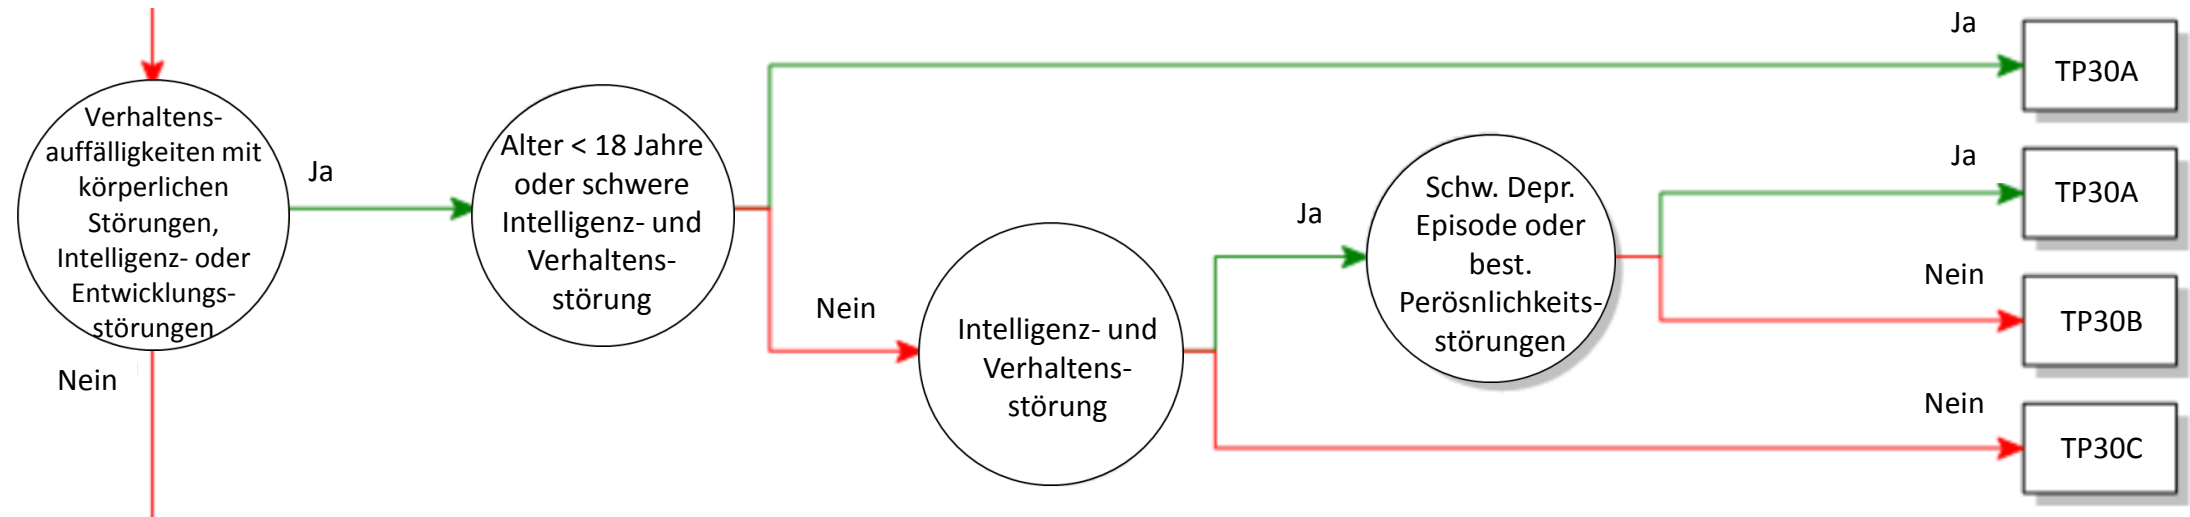 Verhaltens-
auffälligkeiten mit
körperlichen
Störungen,
Intelligenz- oder
Entwicklungs-
störungen
Ja
Nein
Alter < 18 Jahre
oder schwere
Intelligenz- und
Verhaltens-
störung
Nein
Intelligenz- und
Verhaltens-
störung
Ja
Schw. Depr.
Episode oder
best.
Perösnlichkeits-
störungen
Ja
TP30A
Ja
TP30A
Nein
TP30B
Nein
TP30C